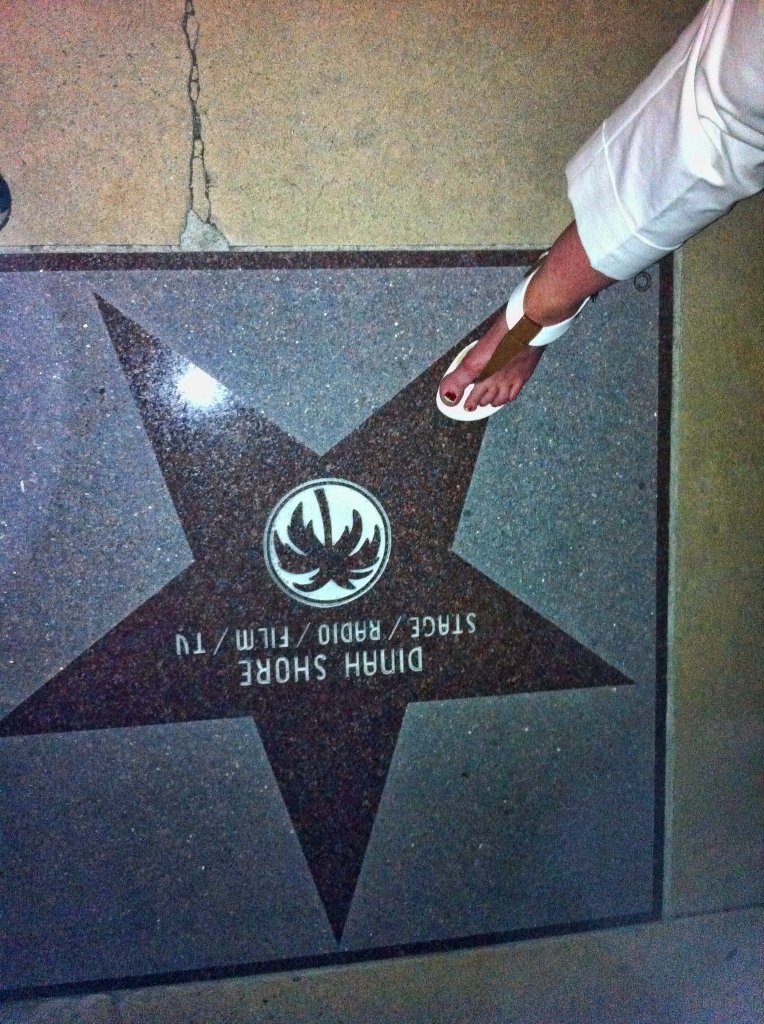 DINAH SHORE
STAGE / RADIO / FILM / TV